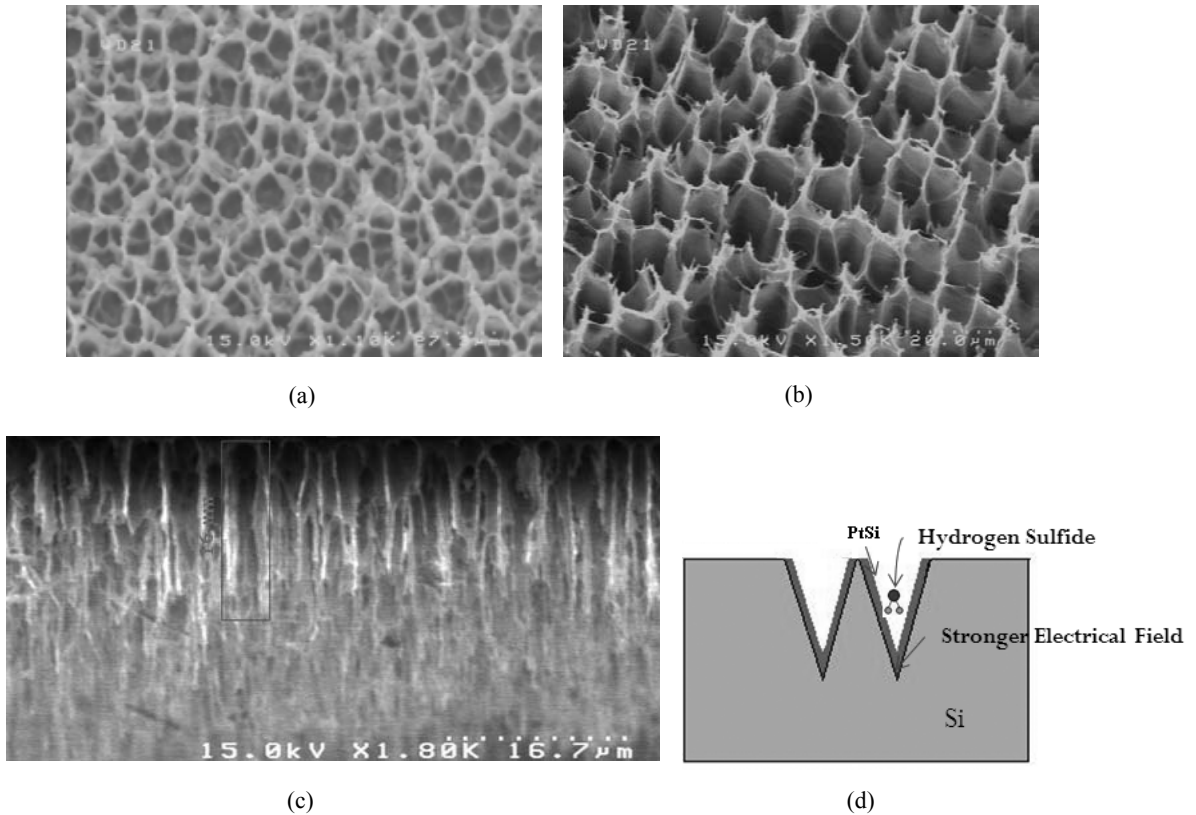 WD21
15.0kV X1.10K 27.3µm
(a)
WD21
15.0kV X1.50K 20.0µm
(b)
15.0kV X1.80K 16.7µm
(c)
PtSi
Hydrogen Sulfide
Stronger Electrical Field
Si
(d)